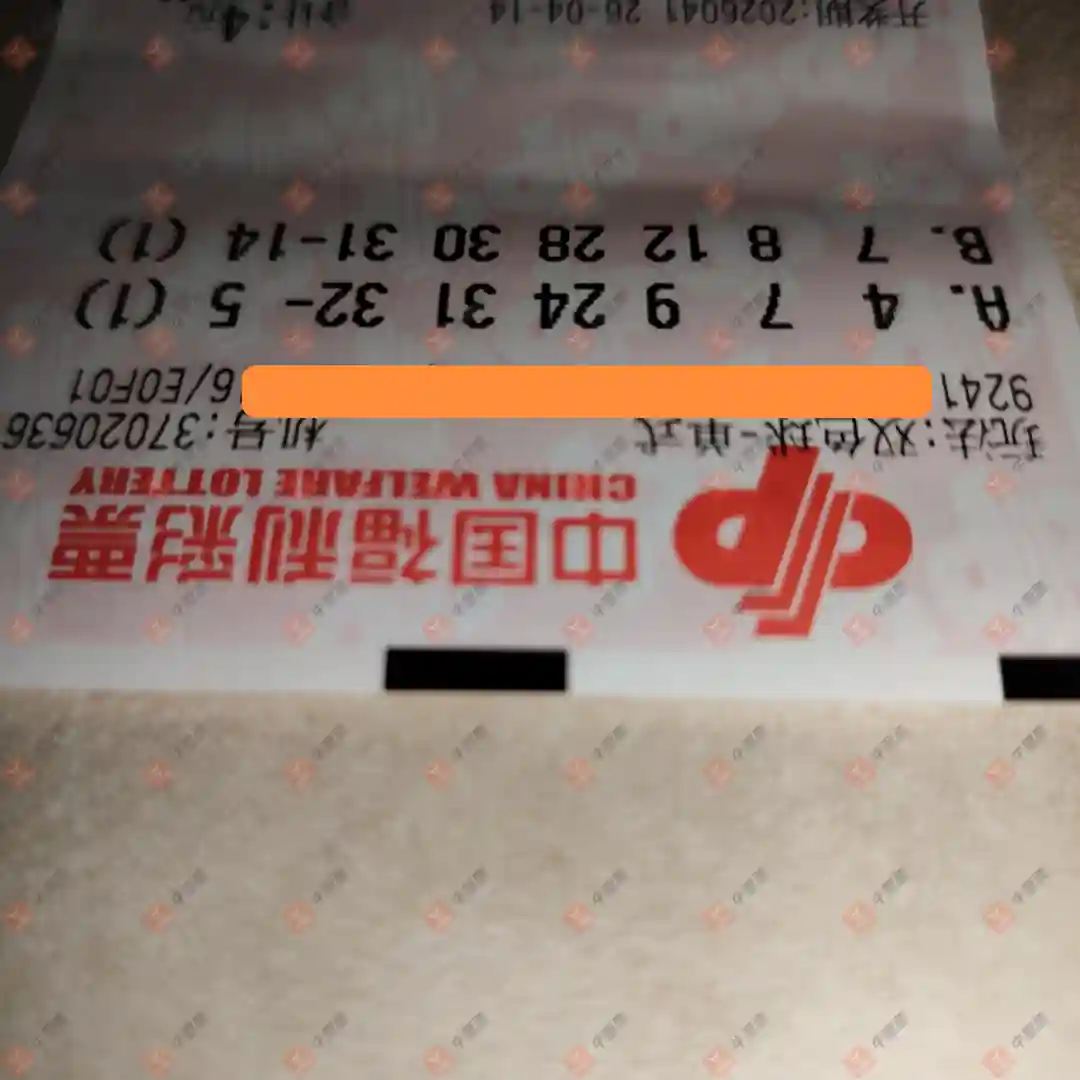 中国福利彩票
CHINA WELFARE LOTTERY
玩法:双色球-单式 机号:37020636
9241 6/E0F01
A. 4 7 9 24 31 32- 5 (1)
B. 7 8 12 28 30 31-14 (1)
开奖期:2026041 26-04-14 :4元